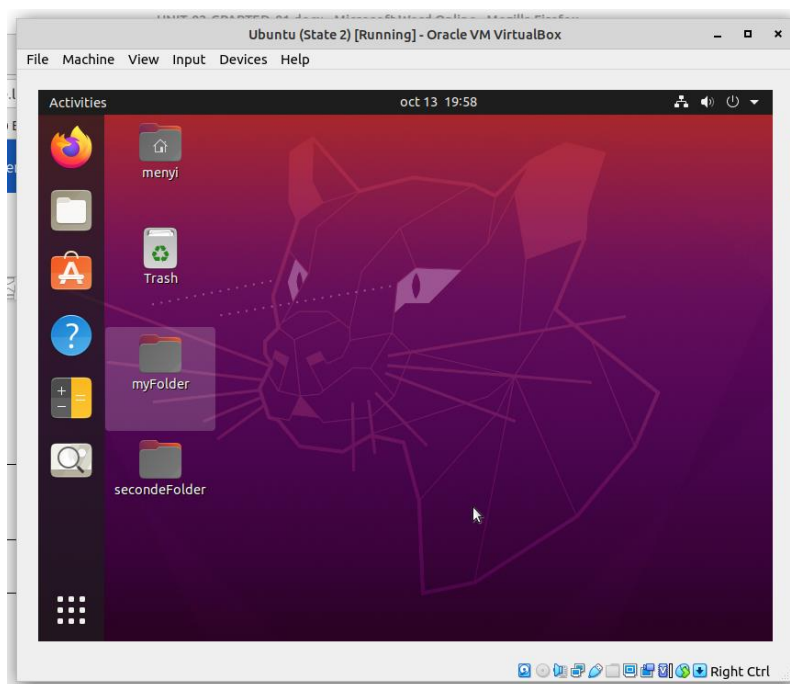 Ubuntu (State 2) [Running] - Oracle VM VirtualBox
File Machine View Input Devices Help
Activities
oct 13 19:58
menyi
Trash
myFolder
secondeFolder
Right Ctrl